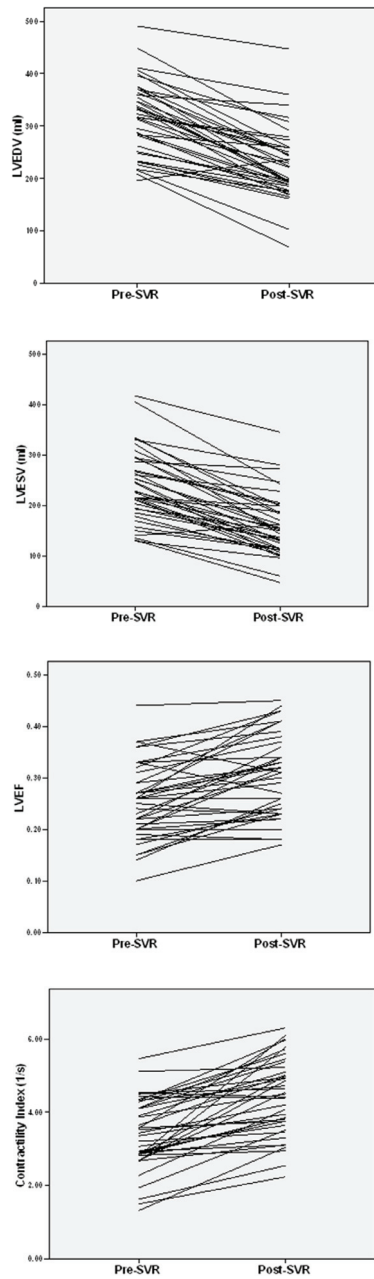 500
400
300
200
100
0
LVEDV (ml)
Pre-SVR Post-SVR
500
400
300
200
100
0
LVESV (ml)
Pre-SVR Post-SVR
0.50
0.40
0.30
0.20
0.10
0.00
LVEF
Pre-SVR Post-SVR
6.00
4.00
2.00
0.00
Contractility Index (1/s)
Pre-SVR Post-SVR